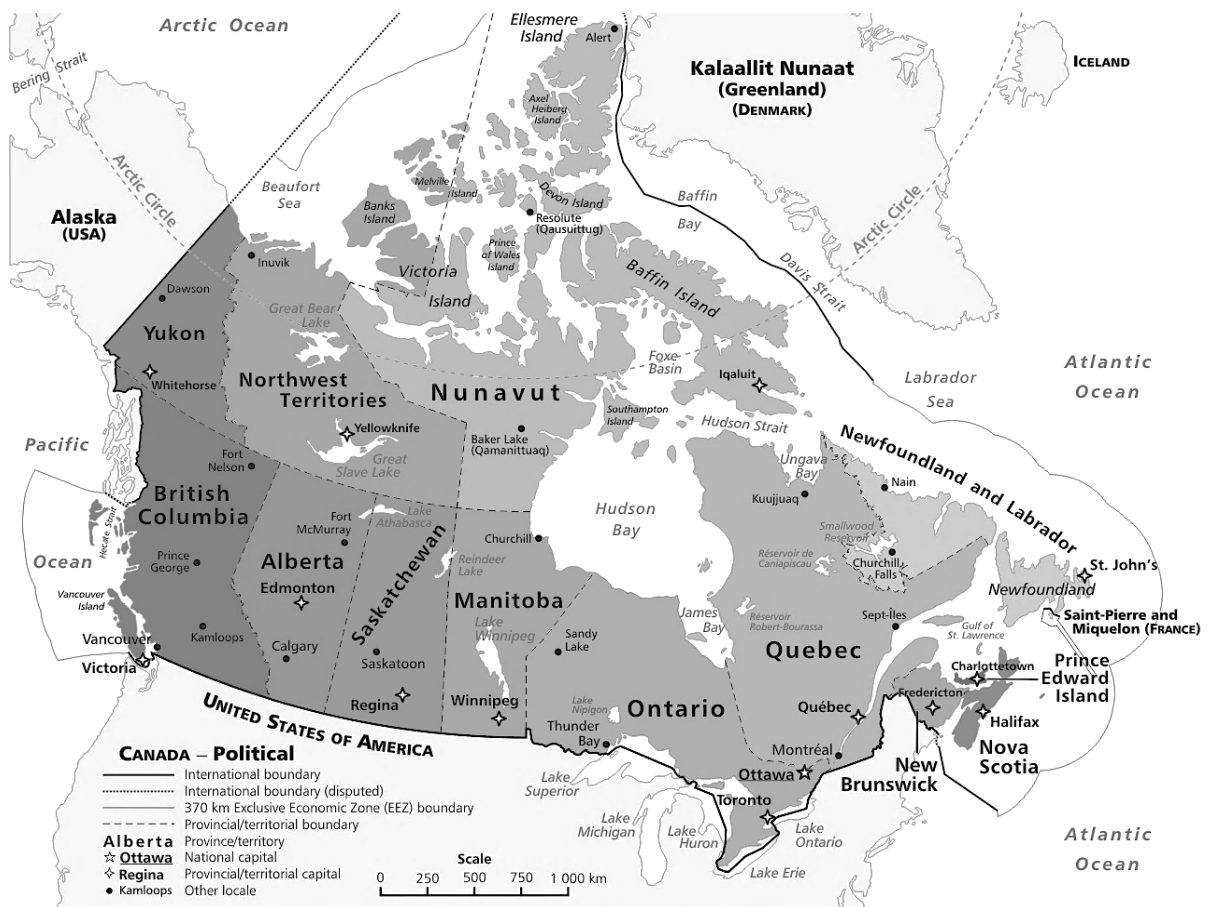 Arctic Ocean
Ellesmere
Island
Alert
Kalaallit Nunaat
(Greenland)
(DENMARK)
ICELAND
Bering Strait
Axel
Heiberg
Island
Arctic Circle
Beaufort
Sea
Melville
Island
Devon Island
Banks
Island
Resolute
(Qausuittug)
Baffin
Bay
Arctic Circle
Alaska
(USA)
Inuvik
Victoria
Island
Prince
of Wales
Island
Baffin Island
Davis Strait
Dawson
Yukon
Great Bear
Lake
Whitehorse
Northwest
Territories
Nunavut
Foxe
Basin
Iqaluit
Labrador
Sea
Atlantic
Ocean
Southampton
Island
Hudson Strait
Yellowknife
Baker Lake
(Qamanittuaq)
Great
Slave Lake
Pacific
Ocean
Fort
Nelson
British
Columbia
Hecate Strait
Prince
George
Vancouver
Island
Kamloops
Vancouver
Victoria
Fort
McMurray
Lake
Athabasca
Alberta
Edmonton
Calgary
Saskatchewan
Saskatoon
Regina
Reindeer
Lake
Churchill
Manitoba
Lake
Winnipeg
Winnipeg
Hudson
Bay
James
Bay
Sandy
Lake
Lake
Nipigon
Thunder
Bay
Ontario
Ungava
Bay
Kuujjuaq
Nain
Newfoundland and Labrador
Smallwood
Reservoir
Réservoir de
Caniapiscau
Churchill
Falls
Réservoir
Robert-Bourassa
Sept-Îles
Quebec
Québec
Montréal
Ottawa
Toronto
St. John's
Newfoundland
Saint-Pierre and
Miquelon (FRANCE)
Gulf of
St. Lawrence
Charlottetown
Prince
Edward
Island
Fredericton
Halifax
Nova
Scotia
New
Brunswick
UNITED STATES OF AMERICA
Lake
Superior
Lake
Michigan
Lake
Huron
Lake
Ontario
Lake Erie
Atlantic
Ocean
CANADA – Political
International boundary
International boundary (disputed)
370 km Exclusive Economic Zone (EEZ) boundary
Provincial/territorial boundary
Alberta Province/territory
Ottawa National capital
Regina Provincial/territorial capital
Kamloops Other locale
Scale
0 250 500 750 1 000 km